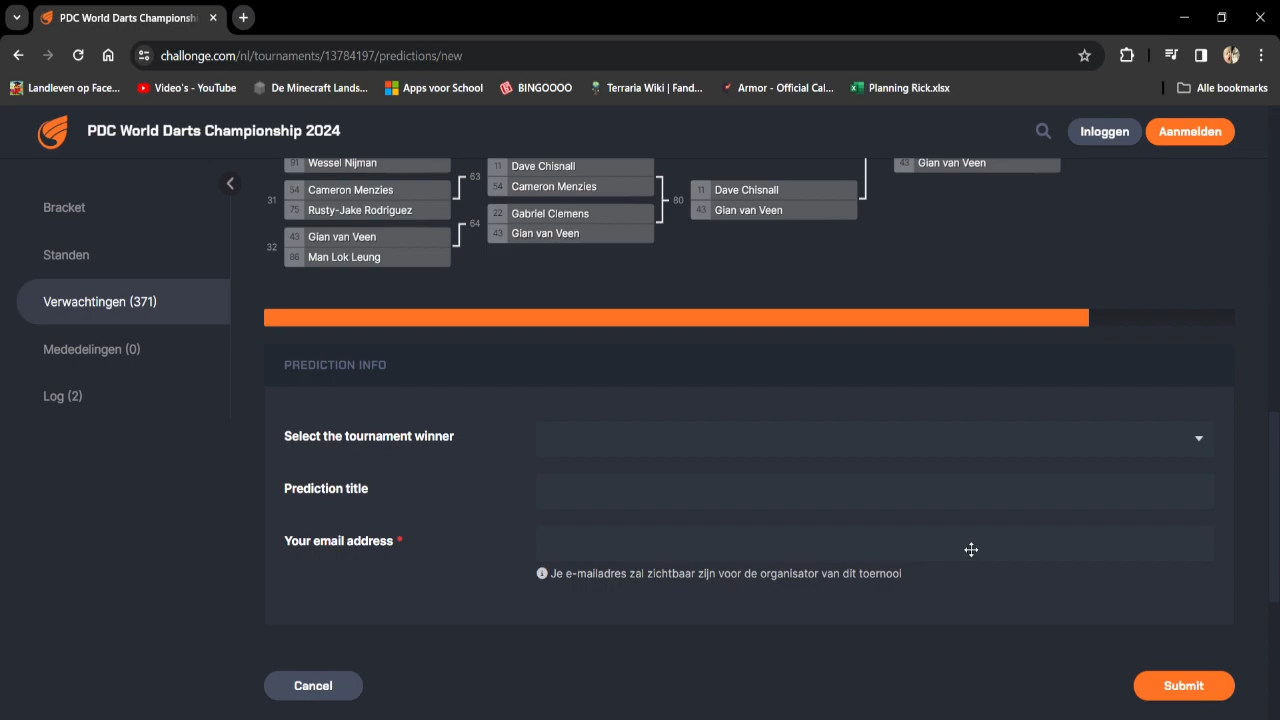 PDC World Darts Championshi
challonge.com/nl/tournaments/13784197/predictions/new
Landleven op Face... Video's - YouTube De Minecraft Lands... Apps voor School BINGOOOO Terraria Wiki | Fand... Armor - Official Cal... Planning Rick.xlsx All bookmarks
PDC World Darts Championship 2024 Inloggen Aanmelden
Bracket
Standen
Verwachtingen (371)
Mededelingen (0)
Log (2)
91 Wessel Nijman
31 54 Cameron Menzies
75 Rusty-Jake Rodriguez
32 43 Gian van Veen
86 Man Lok Leung
63 11 Dave Chisnall
54 Cameron Menzies
64 22 Gabriel Clemens
43 Gian van Veen
80 11 Dave Chisnall
43 Gian van Veen
43 Gian van Veen
PREDICTION INFO
Select the tournament winner
Prediction title
Your email address *
Je e-mailadres zal zichtbaar zijn voor de organisator van dit toernooi
Cancel Submit